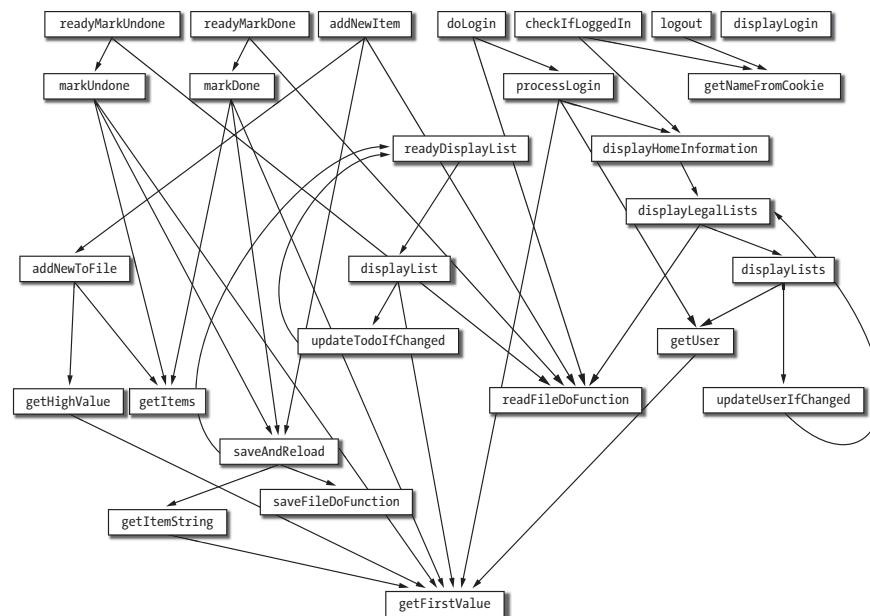 readyMarkUndone
readyMarkDone
addNewItem
doLogin
checkIfLoggedIn
logout
displayLogin
markUndone
markDone
processLogin
getNameFromCookie
readyDisplayList
displayHomeInformation
displayLegalLists
addNewToFile
displayList
displayLists
updateTodoIfChanged
getUser
getHighValue
getItems
readFileDoFunction
updateUserIfChanged
saveAndReload
saveFileDoFunction
getItemString
getFirstValue